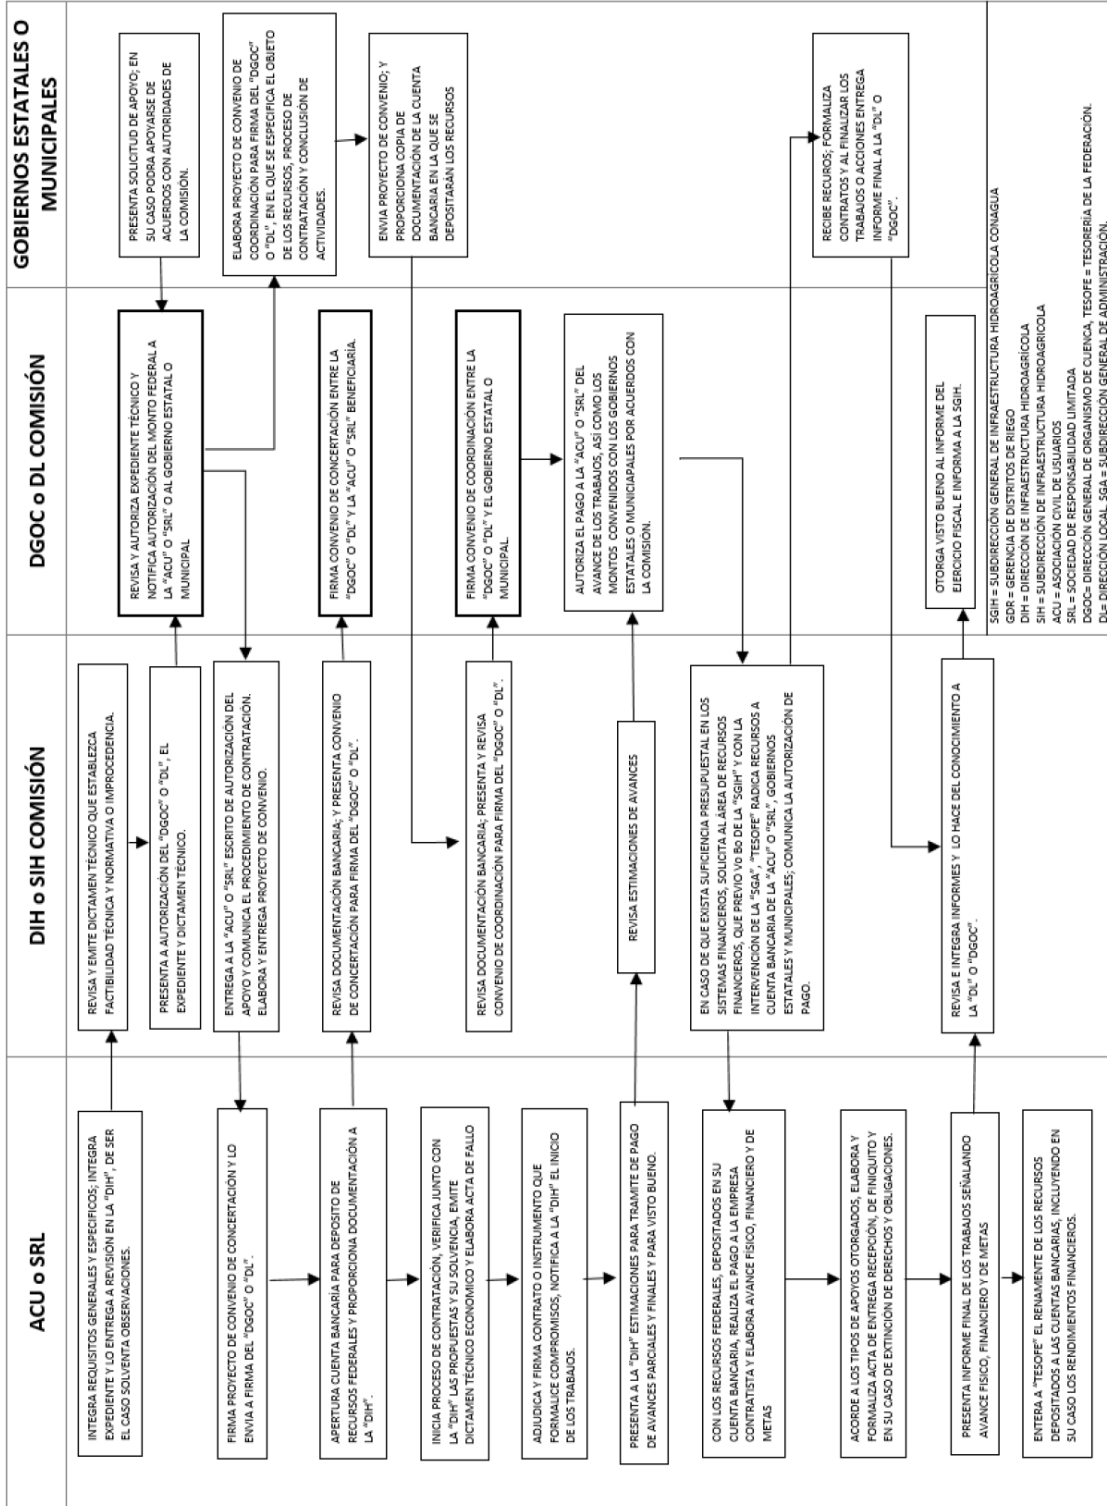 ACU o SRL
DIH o SIH COMISIÓN
DGOC o DL COMISIÓN
GOBIERNOS ESTATALES O
MUNICIPALES
INTEGRA REQUISITOS GENERALES Y ESPECIFICOS; INTEGRA
EXPEDIENTE Y LO ENTREGA A REVISIÓN EN LA "DIH", DE SER
EL CASO SOLVENTA OBSERVACIONES.
REVISA Y EMITE DICTAMEN TÉCNICO QUE ESTABLEZCA
FACTIBILIDAD TÉCNICA Y NORMATIVA O IMPROCEDENCIA.
PRESENTA A AUTORIZACIÓN DEL "DGOC" O "DL", EL
EXPEDIENTE Y DICTAMEN TÉCNICO.
REVISA Y AUTORIZA EXPEDIENTE TÉCNICO Y
NOTIFICA AUTORIZACIÓN DEL MONTO FEDERAL A
LA "ACU" O "SRL" O AL GOBIERNO ESTATAL O
MUNICIPAL
PRESENTA SOLICITUD DE APOYO; EN
SU CASO PODRA APOYARSE DE
ACUERDOS CON AUTORIDADES DE
LA COMISIÓN.
FIRMA PROYECTO DE CONVENIO DE CONCERTACIÓN Y LO
ENVIA A FIRMA DEL "DGOC" O "DL".
ENTREGA A LA "ACU" O "SRL" ESCRITO DE AUTORIZACIÓN DEL
APOYO Y COMUNICA EL PROCEDIMIENTO DE CONTRATACIÓN.
ELABORA Y ENTREGA PROYECTO DE CONVENIO.
ELABORA PROYECTO DE CONVENIO DE
COORDINACIÓN PARA FIRMA DEL "DGOC"
O "DL", EN EL QUE SE ESPECIFICA EL OBJETO
DE LOS RECURSOS, PROCESO DE
CONTRATACIÓN Y CONCLUSIÓN DE
ACTIVIDADES.
APERTURA CUENTA BANCARÍA PARA DEPOSITO DE
RECURSOS FEDERALES Y PROPORCIONA DOCUMENTACIÓN A
LA "DIH".
REVISA DOCUMENTACIÓN BANCARIA; Y PRESENTA CONVENIO
DE CONCERTACIÓN PARA FIRMA DEL "DGOC" O "DL".
FIRMA CONVENIO DE CONCERTACIÓN ENTRE LA
"DGOC" O "DL" Y LA "ACU" O "SRL" BENEFICIARÍA.
ENVIA PROYECTO DE CONVENIO; Y
PROPORCIONA COPIA DE
DOCUMENTACIÓN DE LA CUENTA
BANCARIA EN LA QUE SE
DEPOSITARÁN LOS RECURSOS
INICIA PROCESO DE CONTRATACIÓN, VERIFICA JUNTO CON
LA "DIH" LAS PROPUESTAS Y SU SOLVENCIA, EMITE
DICTAMEN TÉCNICO ECONOMICO Y ELABORA ACTA DE FALLO
REVISA DOCUMENTACIÓN BANCARIA; PRESENTA Y REVISA
CONVENIO DE COORDINACION PARA FIRMA DEL "DGOC" O "DL".
FIRMA CONVENIO DE COORDINACIÓN ENTRE LA
"DGOC" O "DL" Y EL GOBIERNO ESTATAL O
MUNICIPAL
ADJUDICA Y FIRMA CONTRATO O INSTRUMENTO QUE
FORMALICE COMPROMISOS, NOTIFICA A LA "DIH" EL INICIO
DE LOS TRABAJOS.
PRESENTA A LA "DIH" ESTIMACIONES PARA TRAMITE DE PAGO
DE AVANCES PARCIALES Y FINALES Y PARA VISTO BUENO.
REVISA ESTIMACIONES DE AVANCES
AUTORIZA EL PAGO A LA "ACU" O "SRL" DEL
AVANCE DE LOS TRABAJOS, ASÍ COMO LOS
MONTOS CONVENIDOS CON LOS GOBIERNOS
ESTATALES O MUNICIPALES POR ACUERDOS CON
LA COMISIÓN.
CON LOS RECURSOS FEDERALES, DEPOSITADOS EN SU
CUENTA BANCARIA, REALIZA EL PAGO A LA EMPRESA
CONTRATISTA Y ELABORA AVANCE FÍSICO, FINANCIERO Y DE
METAS
EN CASO DE QUE EXISTA SUFICIENCIA PRESUPUESTAL EN LOS
SISTEMAS FINANCIEROS, SOLICITA AL ÁREA DE RECURSOS
FINANCIEROS, QUE PREVIO Vo Bo DE LA "SGIH" Y CON LA
INTERVENCIÓN DE LA "SGA", "TESOFE" RADICA RECURSOS A
CUENTA BANCARIA DE LA "ACU" O "SRL", GOBIERNOS
ESTATALES Y MUNICIPALES; COMUNICA LA AUTORIZACIÓN DE
PAGO.
RECIBE RECUROS; FORMALIZA
CONTRATOS Y AL FINALIZAR LOS
TRABAJOS O ACCIONES ENTREGA
INFORME FINAL A LA "DL" O
"DGOC".
ACORDE A LOS TIPOS DE APOYOS OTORGADOS, ELABORA Y
FORMALIZA ACTA DE ENTREGA RECEPCIÓN, DE FINIQUITO Y
EN SU CASO DE EXTINCIÓN DE DERECHOS Y OBLIGACIONES.
PRESENTA INFORME FINAL DE LOS TRABAJOS SEÑALANDO
AVANCE FISICO, FINANCIERO Y DE METAS
REVISA E INTEGRA INFORMES Y LO HACE DEL CONOCIMIENTO A
LA "DL" O "DGOC".
OTORGA VISTO BUENO AL INFORME DEL
EJERCICIO FISCAL E INFORMA A LA SGIH.
ENTERA A "TESOFE" EL RENAMENTE DE LOS RECURSOS
DEPOSITADOS A LAS CUENTAS BANCARIAS, INCLUYENDO EN
SU CASO LOS RENDIMIENTOS FINANCIEROS.
SGIH = SUBDIRECCIÓN GENERAL DE INFRAESTRUCTURA HIDROAGRÍCOLA CONAGUA
GDR = GERENCIA DE DISTRITOS DE RIEGO
DIH = DIRECCIÓN DE INFRAESTRUCTURA HIDROAGRÍCOLA
SIH = SUBDIRECCIÓN DE INFRAESTRUCTURA HIDROAGRICOLA
ACU = ASOCIACIÓN CIVIL DE USUARIOS
SRL = SOCIEDAD DE RESPONSABILIDAD LIMITADA
DGOC= DIRECCIÓN GENERAL DE ORGANISMO DE CUENCA, TESOFE = TESORERÍA DE LA FEDERACIÓN.
DL= DIRECCIÓN LOCAL, SGA = SUBDIRECCIÓN GENERAL DE ADMINISTRACIÓN.